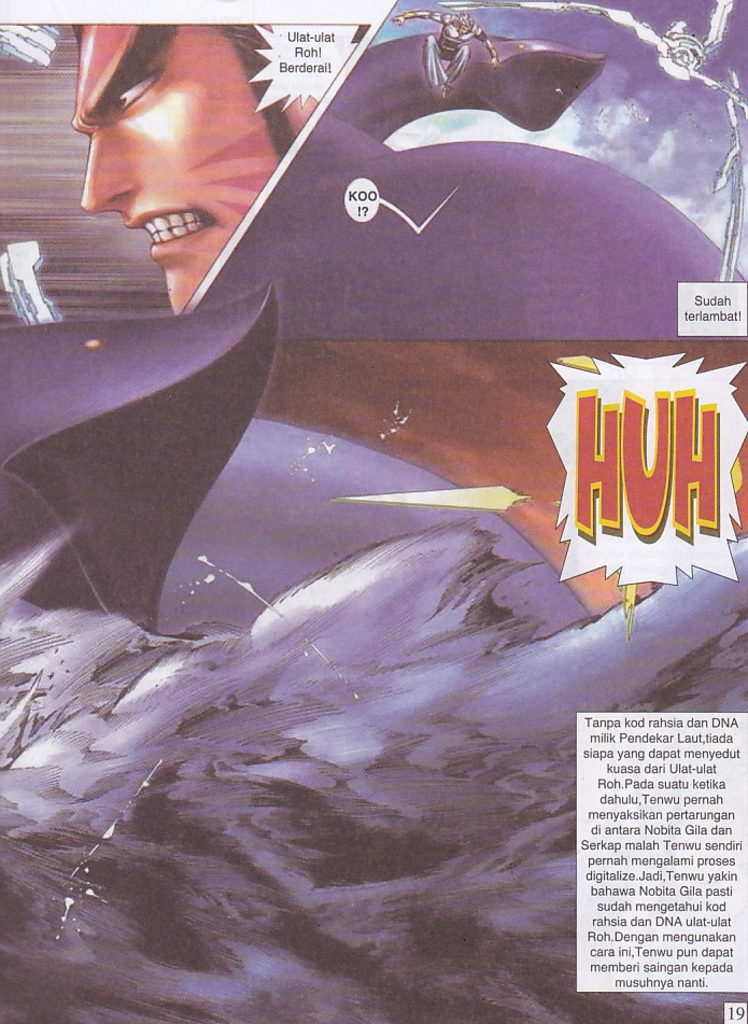 Ulat-ulat
Roh!
Berderai!
KOO
!?
Sudah
terlambat!
HUH
Tanpa kod rahsia dan DNA
milik Pendekar Laut,tiada
siapa yang dapat menyedut
kuasa dari Ulat-ulat
Roh.Pada suatu ketika
dahulu,Tenwu pernah
menyaksikan pertarungan
di antara Nobita Gila dan
Serkap malah Tenwu sendiri
pernah mengalami proses
digitalize.Jadi,Tenwu yakin
bahawa Nobita Gila pasti
sudah mengetahui kod
rahsia dan DNA ulat-ulat
Roh.Dengan mengunakan
cara ini,Tenwu pun dapat
memberi saingan kepada
musuhnya nanti.
19